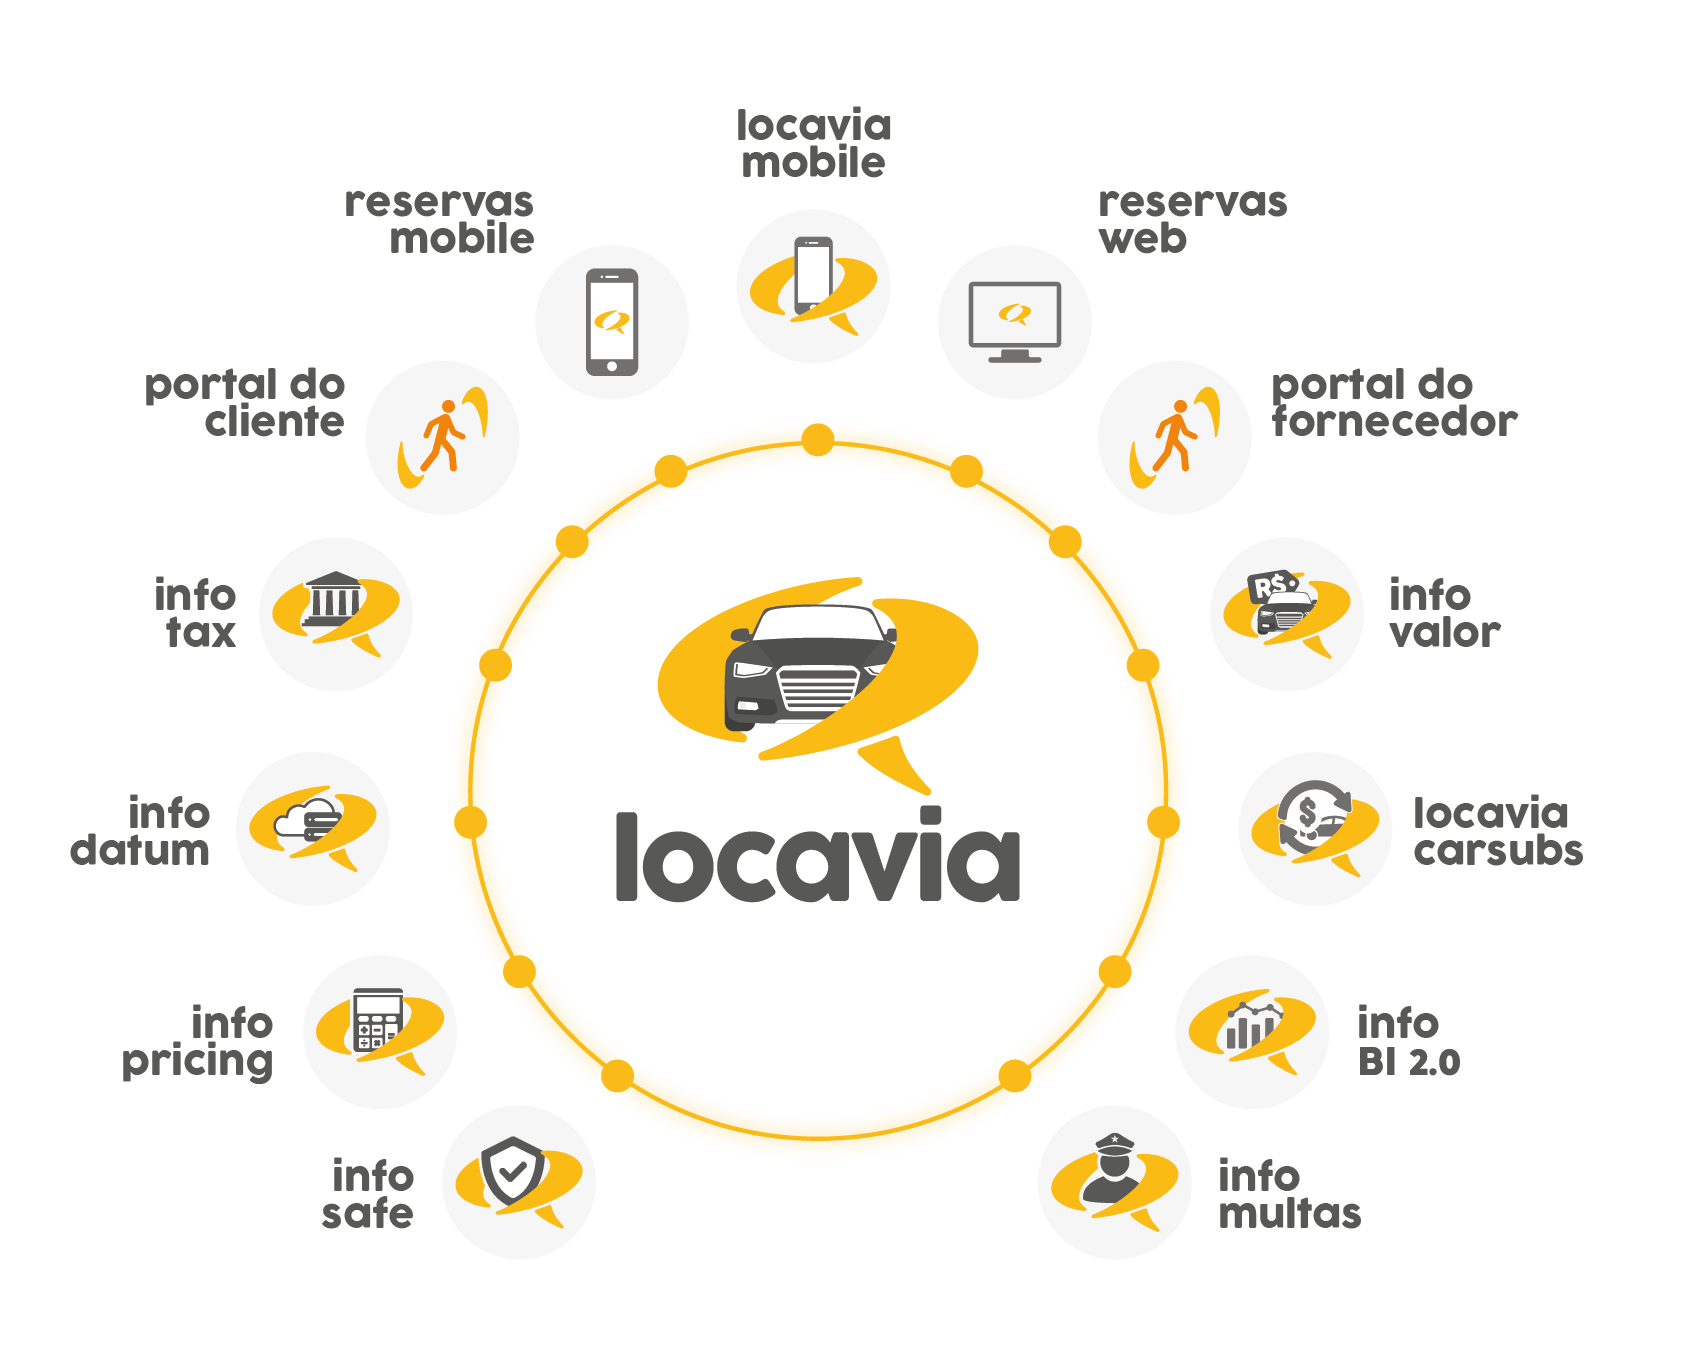 locavia
mobile
reservas
mobile
reservas
web
portal do
cliente
portal do
fornecedor
info
tax
R$
info
valor
locavia
info
datum
$
locavia
carsubs
info
pricing
info
BI 2.0
info
safe
info
multas